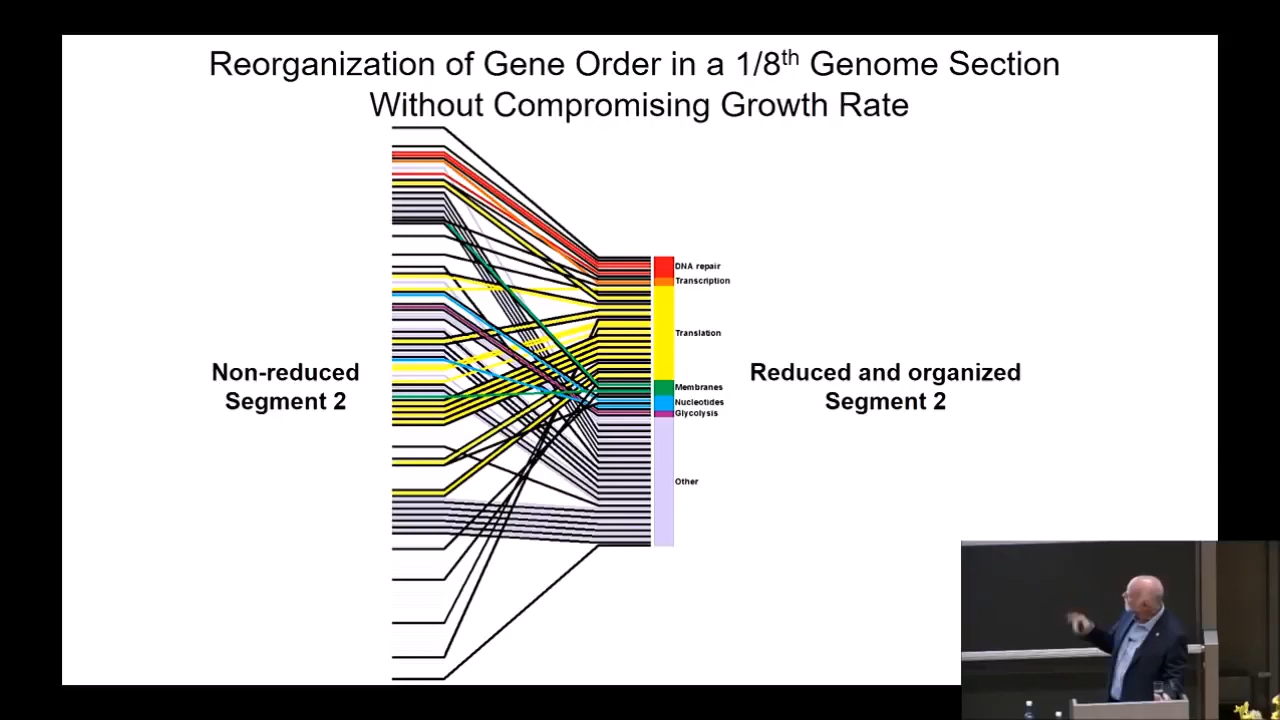 Reorganization of Gene Order in a 1/8th Genome Section
Without Compromising Growth Rate
Non-reduced
Segment 2
DNA repair
Transcription
Translation
Membranes
Nucleotides
Glycolysis
Other
Reduced and organized
Segment 2